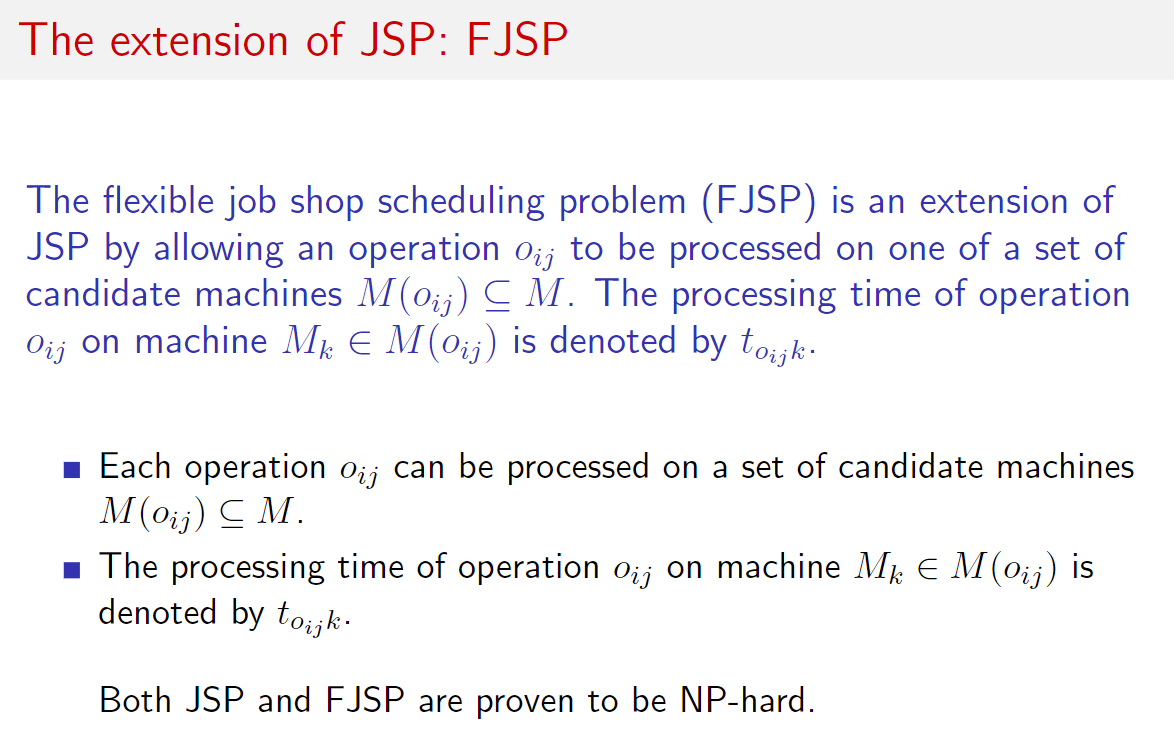 The extension of JSP: FJSP
The flexible job shop scheduling problem (FJSP) is an extension of
JSP by allowing an operation $o_{ij}$ to be processed on one of a set of
candidate machines $M(o_{ij}) \subseteq M$. The processing time of operation
$o_{ij}$ on machine $M_k \in M(o_{ij})$ is denoted by $t_{o_{ij}k}$.
■ Each operation $o_{ij}$ can be processed on a set of candidate machines
$M(o_{ij}) \subseteq M$.
■ The processing time of operation $o_{ij}$ on machine $M_k \in M(o_{ij})$ is
denoted by $t_{o_{ij}k}$.
Both JSP and FJSP are proven to be NP-hard.